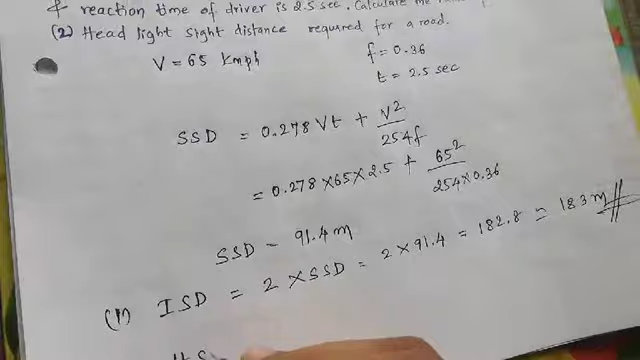 & reaction time of driver is 2.5 sec. Calculate the
(2) Head light sight distance required for a road.
V = 65 kmph
f = 0.36
t = 2.5 sec
SSD = 0.278 Vt + V²/254f
= 0.278×65×2.5 + 65²/254×0.36
SSD = 91.4 m
(1) ISD = 2 × SSD = 2 × 91.4 = 182.8 ≃ 183 m
HS